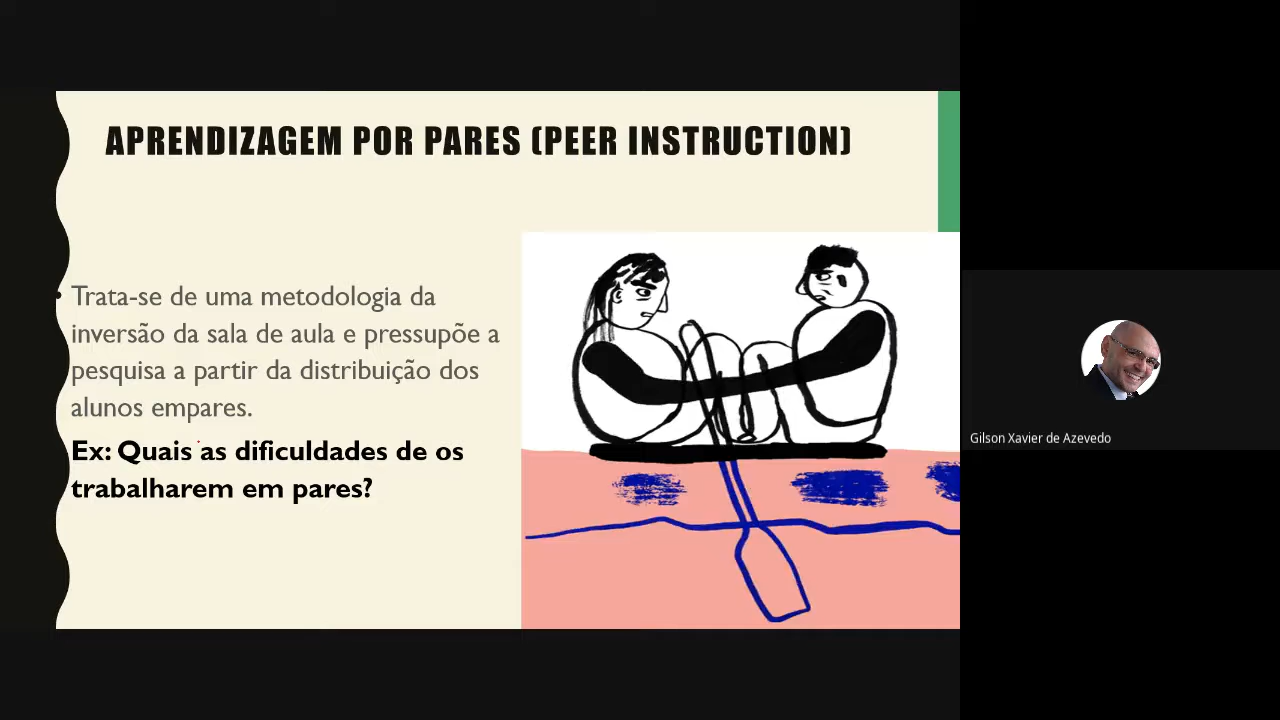 APRENDIZAGEM POR PARES (PEER INSTRUCTION)
• Trata-se de uma metodologia da
inversão da sala de aula e pressupõe a
pesquisa a partir da distribuição dos
alunos empares.
Ex: Quais as dificuldades de os
trabalharem em pares?
Gilson Xavier de Azevedo